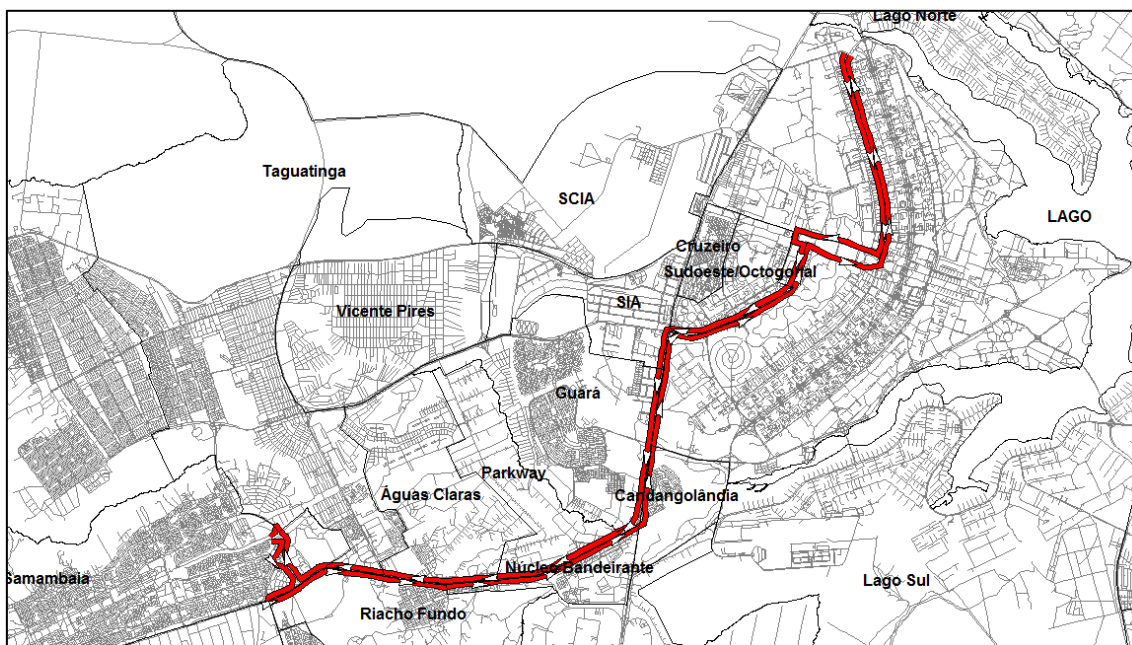 Lago Norte
Taguatinga
SCIA
LAGO
Cruzeiro
Sudoeste/Octogonal
SIA
Vicente Pires
Guará
Parkway
Águas Claras
Candangolândia
Núcleo Bandeirante
Samambaia
Lago Sul
Riacho Fundo